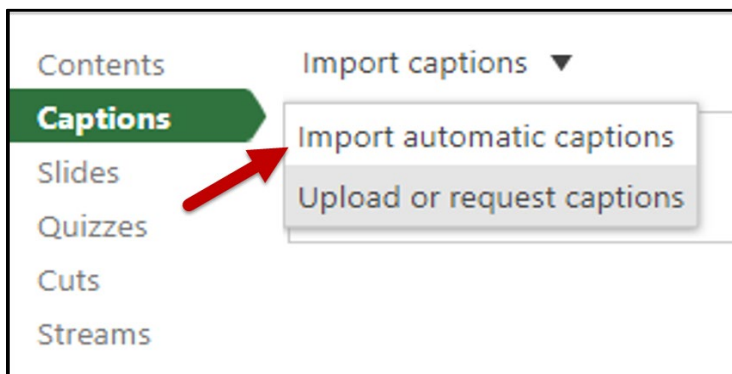 Contents
Captions
Slides
Quizzes
Cuts
Streams
Import captions ▼
Import automatic captions
Upload or request captions